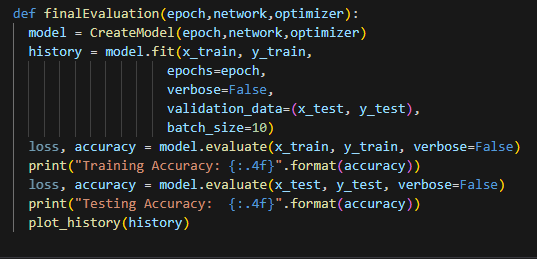 def finalEvaluation(epoch,network,optimizer):
  model = CreateModel(epoch,network,optimizer)
  history = model.fit(x_train, y_train,
                      epochs=epoch,
                      verbose=False,
                      validation_data=(x_test, y_test),
                      batch_size=10)
  loss, accuracy = model.evaluate(x_train, y_train, verbose=False)
  print("Training Accuracy: {:.4f}".format(accuracy))
  loss, accuracy = model.evaluate(x_test, y_test, verbose=False)
  print("Testing Accuracy:  {:.4f}".format(accuracy))
  plot_history(history)